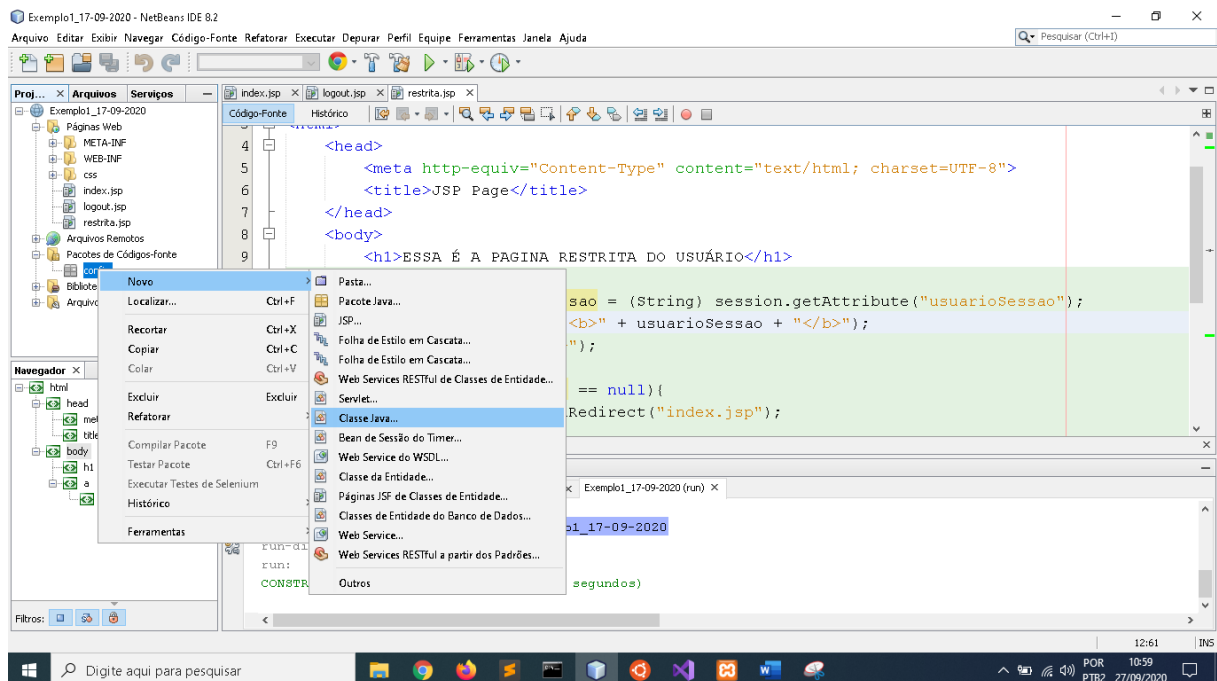 Exemplo1_17-09-2020 - NetBeans IDE 8.2
Arquivo Editar Exibir Navegar Código-Fonte Refatorar Executar Depurar Perfil Equipe Ferramentas Janela Ajuda
Pesquisar (Ctrl+I)
Proj... Arquivos Serviços
Exemplo1_17-09-2020
Páginas Web
META-INF
WEB-INF
css
index.jsp
logout.jsp
restrita.jsp
Arquivos Remotos
Pacotes de Códigos-fonte
index.jsp logout.jsp restrita.jsp
Código-Fonte Histórico
4 <head>
5 <meta http-equiv="Content-Type" content="text/html; charset=UTF-8">
6 <title>JSP Page</title>
7 </head>
8 <body>
9 <h1>ESSA É A PAGINA RESTRITA DO USUÁRIO</h1>
sao = (String) session.getAttribute("usuarioSessao");
<b>" + usuarioSessao + "</b>");
");
== null){
Redirect("index.jsp");
Novo
Localizar... Ctrl+F
Recortar Ctrl+X
Copiar Ctrl+C
Colar Ctrl+V
Excluir Excluir
Refatorar
Compilar Pacote F9
Testar Pacote Ctrl+F6
Executar Testes de Selenium
Histórico
Ferramentas
Pasta...
Pacote Java...
JSP...
Folha de Estilo em Cascata...
Folha de Estilo em Cascata...
Web Services RESTful de Classes de Entidade...
Servlet...
Classe Java...
Bean de Sessão do Timer...
Web Service do WSDL...
Classe da Entidade...
Páginas JSF de Classes de Entidade...
Classes de Entidade do Banco de Dados...
Web Service...
Web Services RESTful a partir dos Padrões...
Outros
Navegador
html
head
body
h1
a
Filtros:
Exemplo1_17-09-2020 (run)
1_17-09-2020
run-di
run:
CONSTR
segundos)
12:61 INS
Digite aqui para pesquisar
POR
PTB2
10:59
27/09/2020